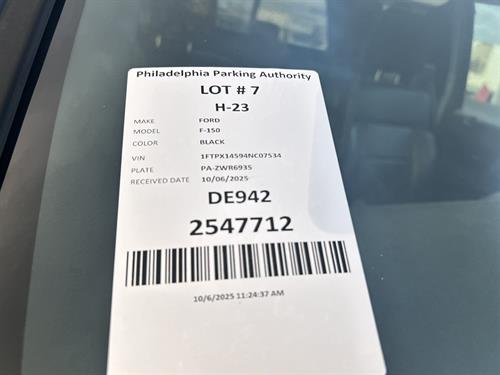 Philadelphia Parking Authority
LOT # 7
H-23
MAKE FORD
MODEL F-150
COLOR BLACK
VIN 1FTPX14594NC07534
PLATE PA-ZWR6935
RECEIVED DATE 10/06/2025
DE942
2547712
10/6/2025 11:24:37 AM